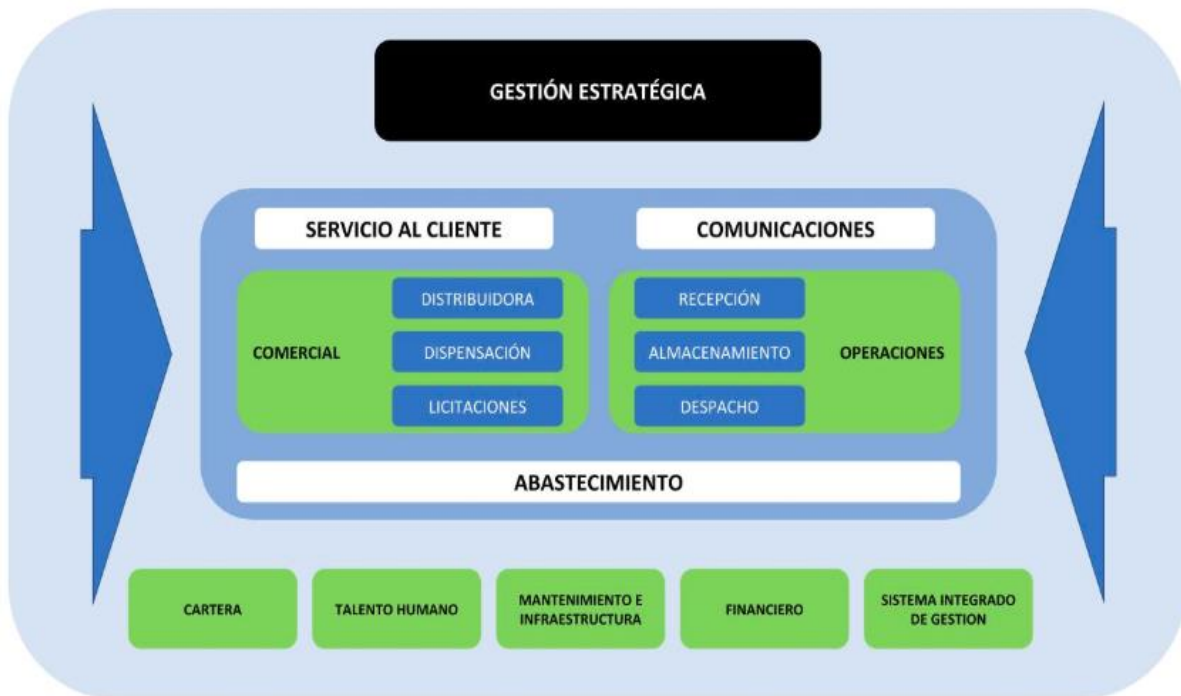 GESTIÓN ESTRATÉGICA
SERVICIO AL CLIENTE
COMUNICACIONES
COMERCIAL
DISTRIBUIDORA
DISPENSACIÓN
LICITACIONES
RECEPCIÓN
ALMACENAMIENTO
DESPACHO
OPERACIONES
ABASTECIMIENTO
CARTERA
TALENTO HUMANO
MANTENIMIENTO E
INFRAESTRUCTURA
FINANCIERO
SISTEMA INTEGRADO
DE GESTION